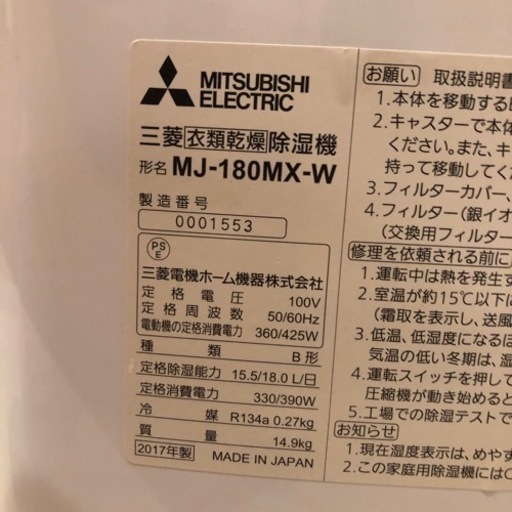 MITSUBISHI
ELECTRIC
三菱衣類乾燥除湿機
形名 MJ-180MX-W
製造番号
0001553
PS
E
三菱電機ホーム機器株式会社
定格電圧 100V
定格周波数 50/60Hz
電動機の定格消費電力 360/425W
種類 B形
定格除湿能力 15.5/18.0 L/日
定格消費電力 330/390W
冷媒 R134a 0.27kg
質量 14.9kg
2017年製 MADE IN JAPAN
お願い 取扱説明書
1.本体を移動する
2.キャスターで本体
ください。また、キ
持って移動してく
3.フィルターカバー、
4.フィルター(銀イオ
(交換用フィルター
修理を依頼される前に
1.運転中は熱を発生す
2.室温が約15℃以下
(霜取を表示し、送風
3.低温、低湿度になるほ
気温の低い冬期は、
4.運転スイッチを押して
圧縮機が動き始めると
5.工場での除湿テストで
お知らせ
1.現在湿度表示は、めやす
2.この家庭用除湿機には